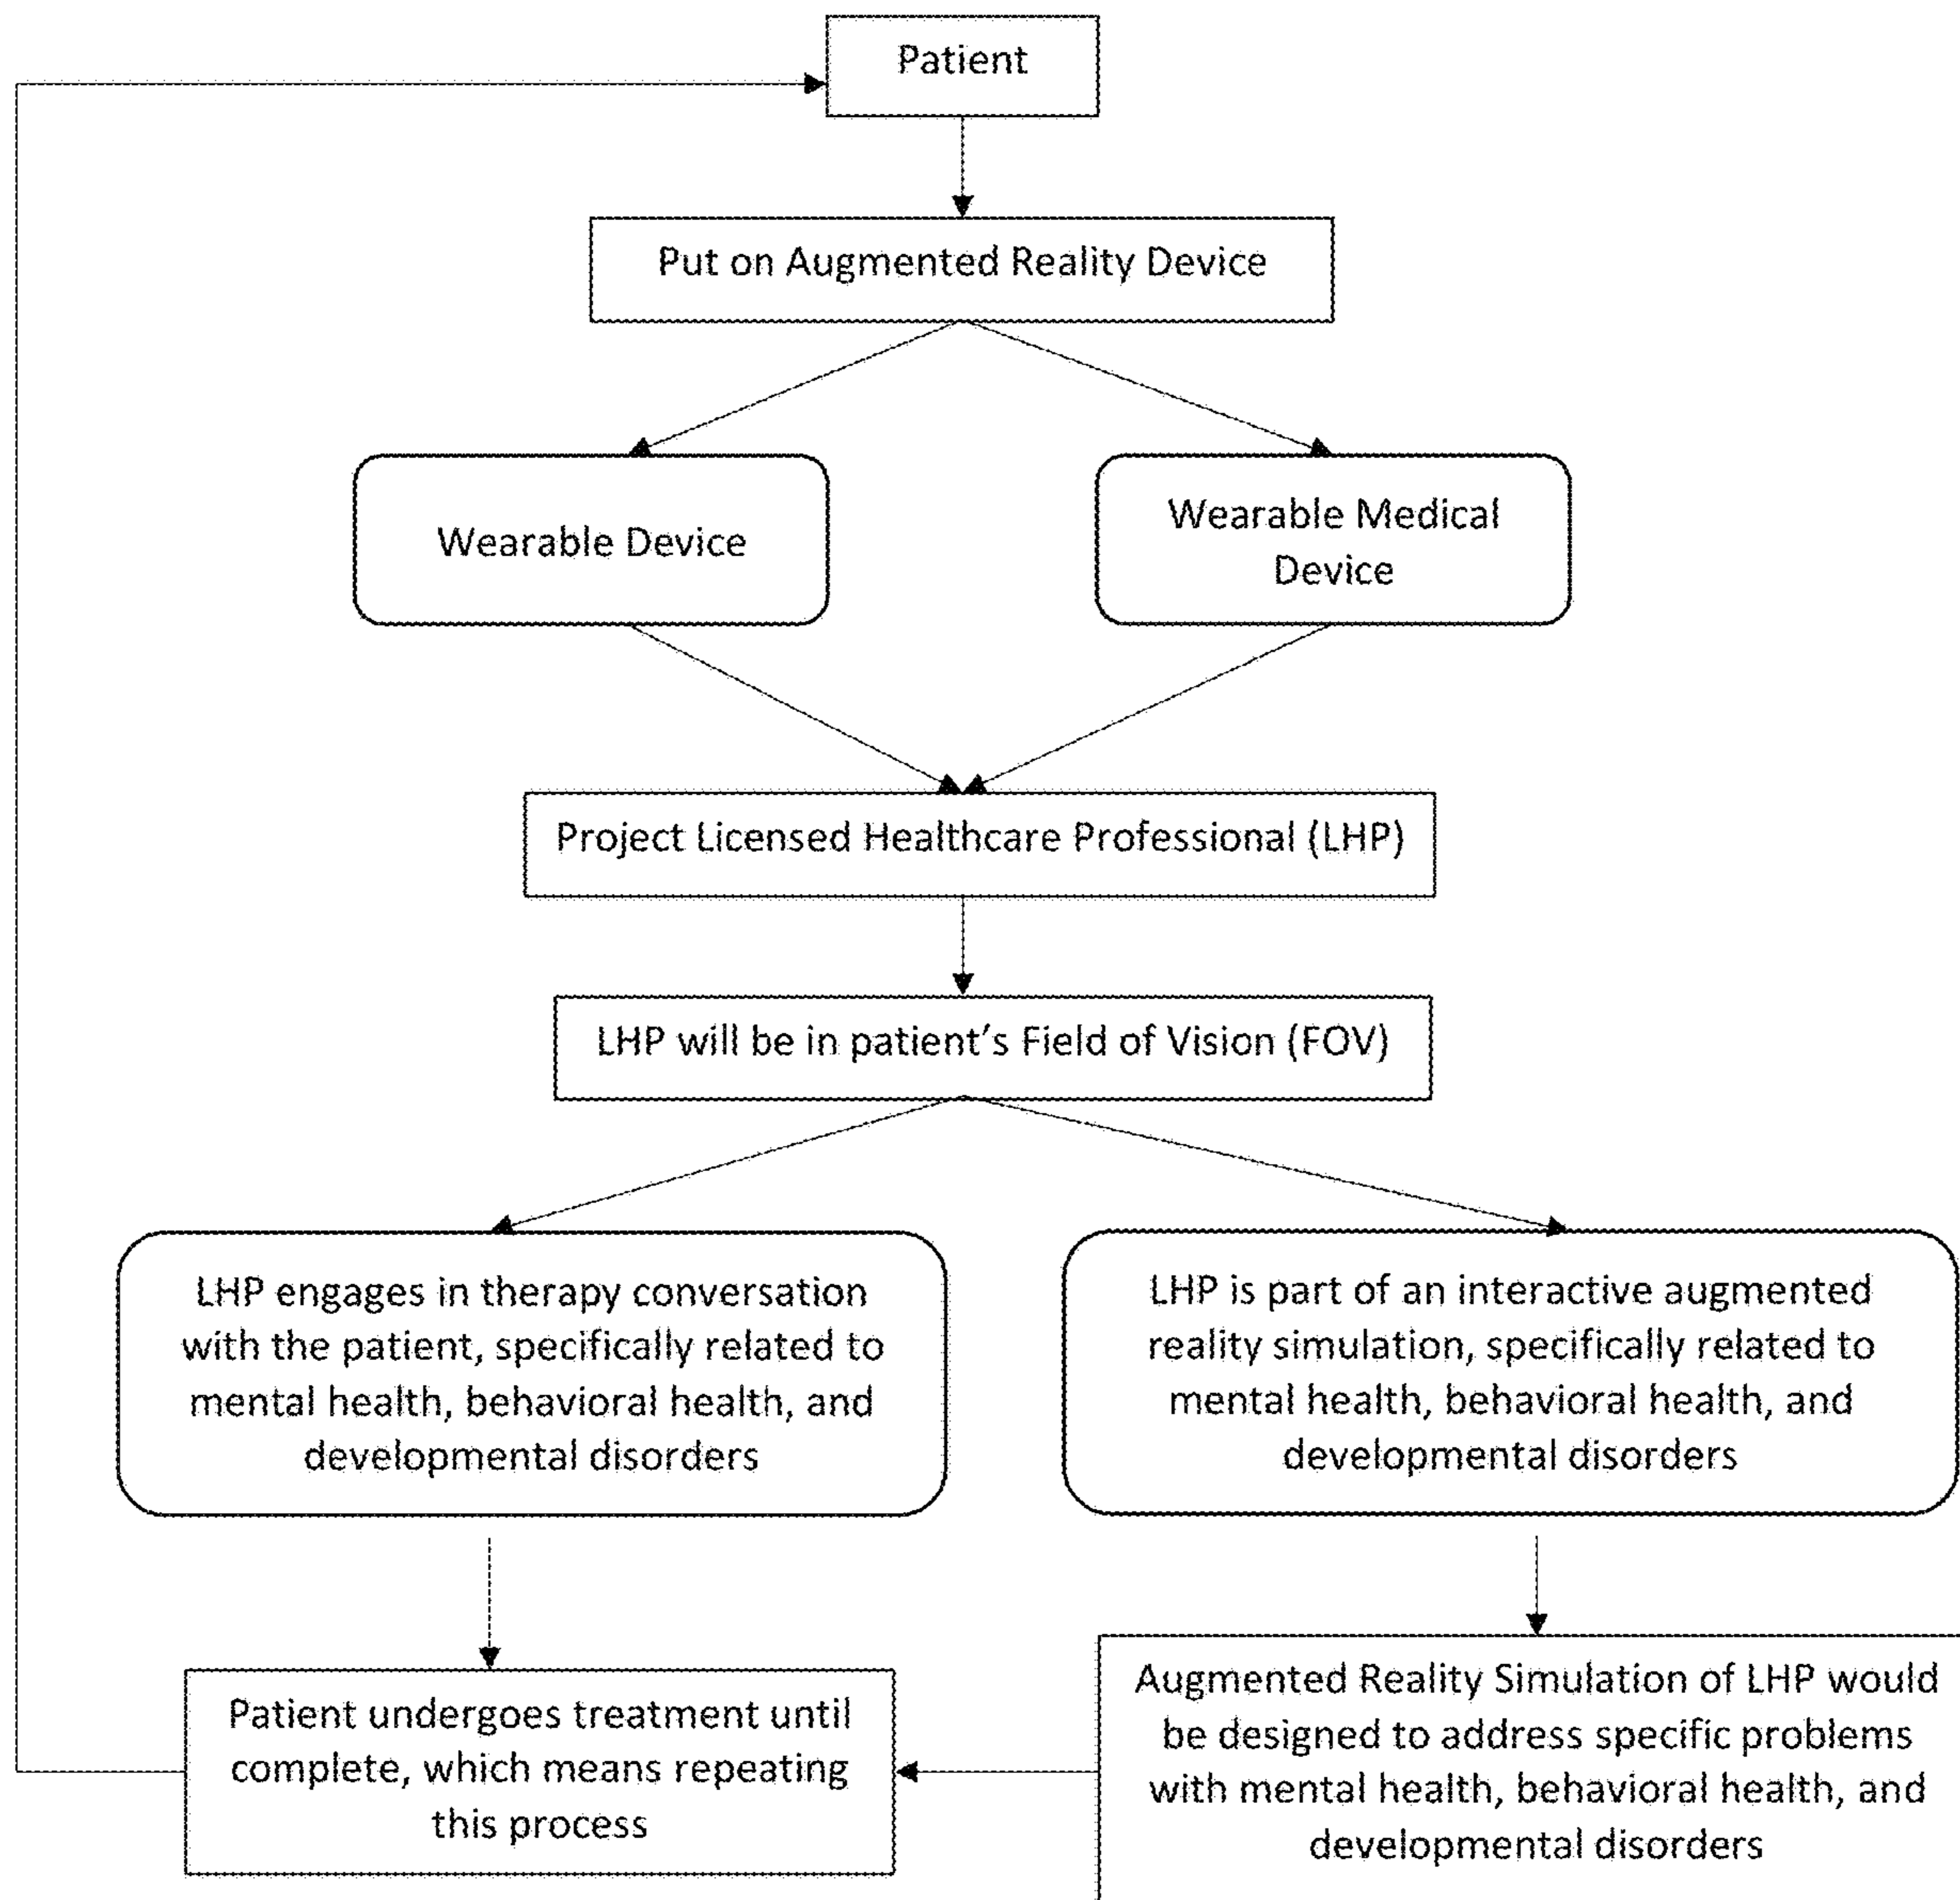 Patient
Put on Augmented Reality Device
Wearable Device
Wearable Medical
Device
Project Licensed Healthcare Professional (LHP)
LHP will be in patient's Field of Vision (FOV)
LHP engages in therapy conversation
with the patient, specifically related to
mental health, behavioral health, and
developmental disorders
LHP is part of an interactive augmented
reality simulation, specifically related to
mental health, behavioral health, and
developmental disorders
Patient undergoes treatment until
complete, which means repeating
this process
Augmented Reality Simulation of LHP would
be designed to address specific problems
with mental health, behavioral health, and
developmental disorders